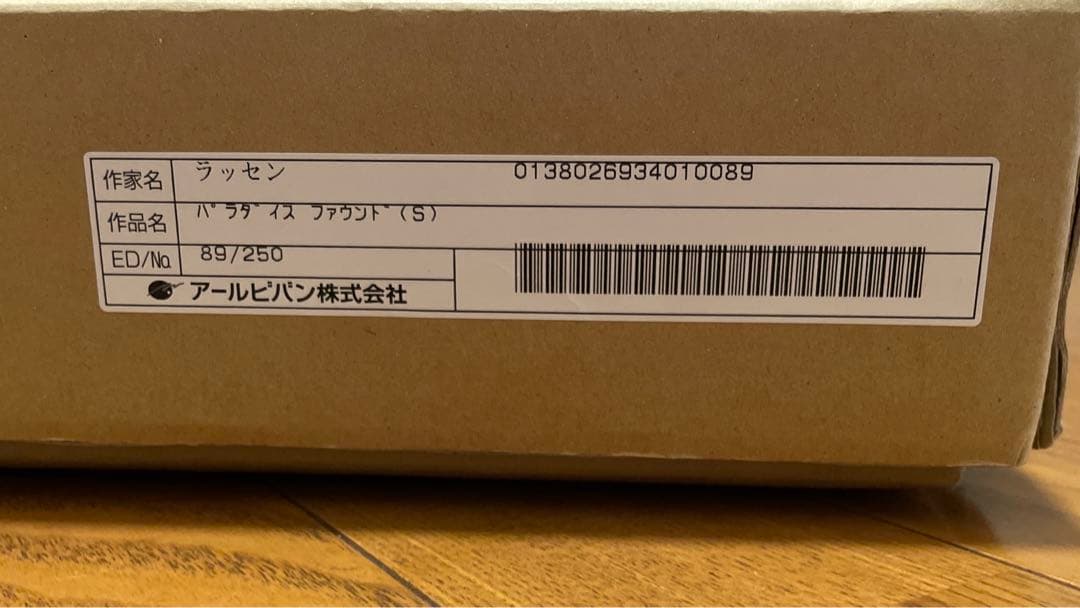 作家名 ラッセン 0138026934010089
作品名 パラダイス ファウンド(S)
ED/No. 89/250
アールビバン株式会社